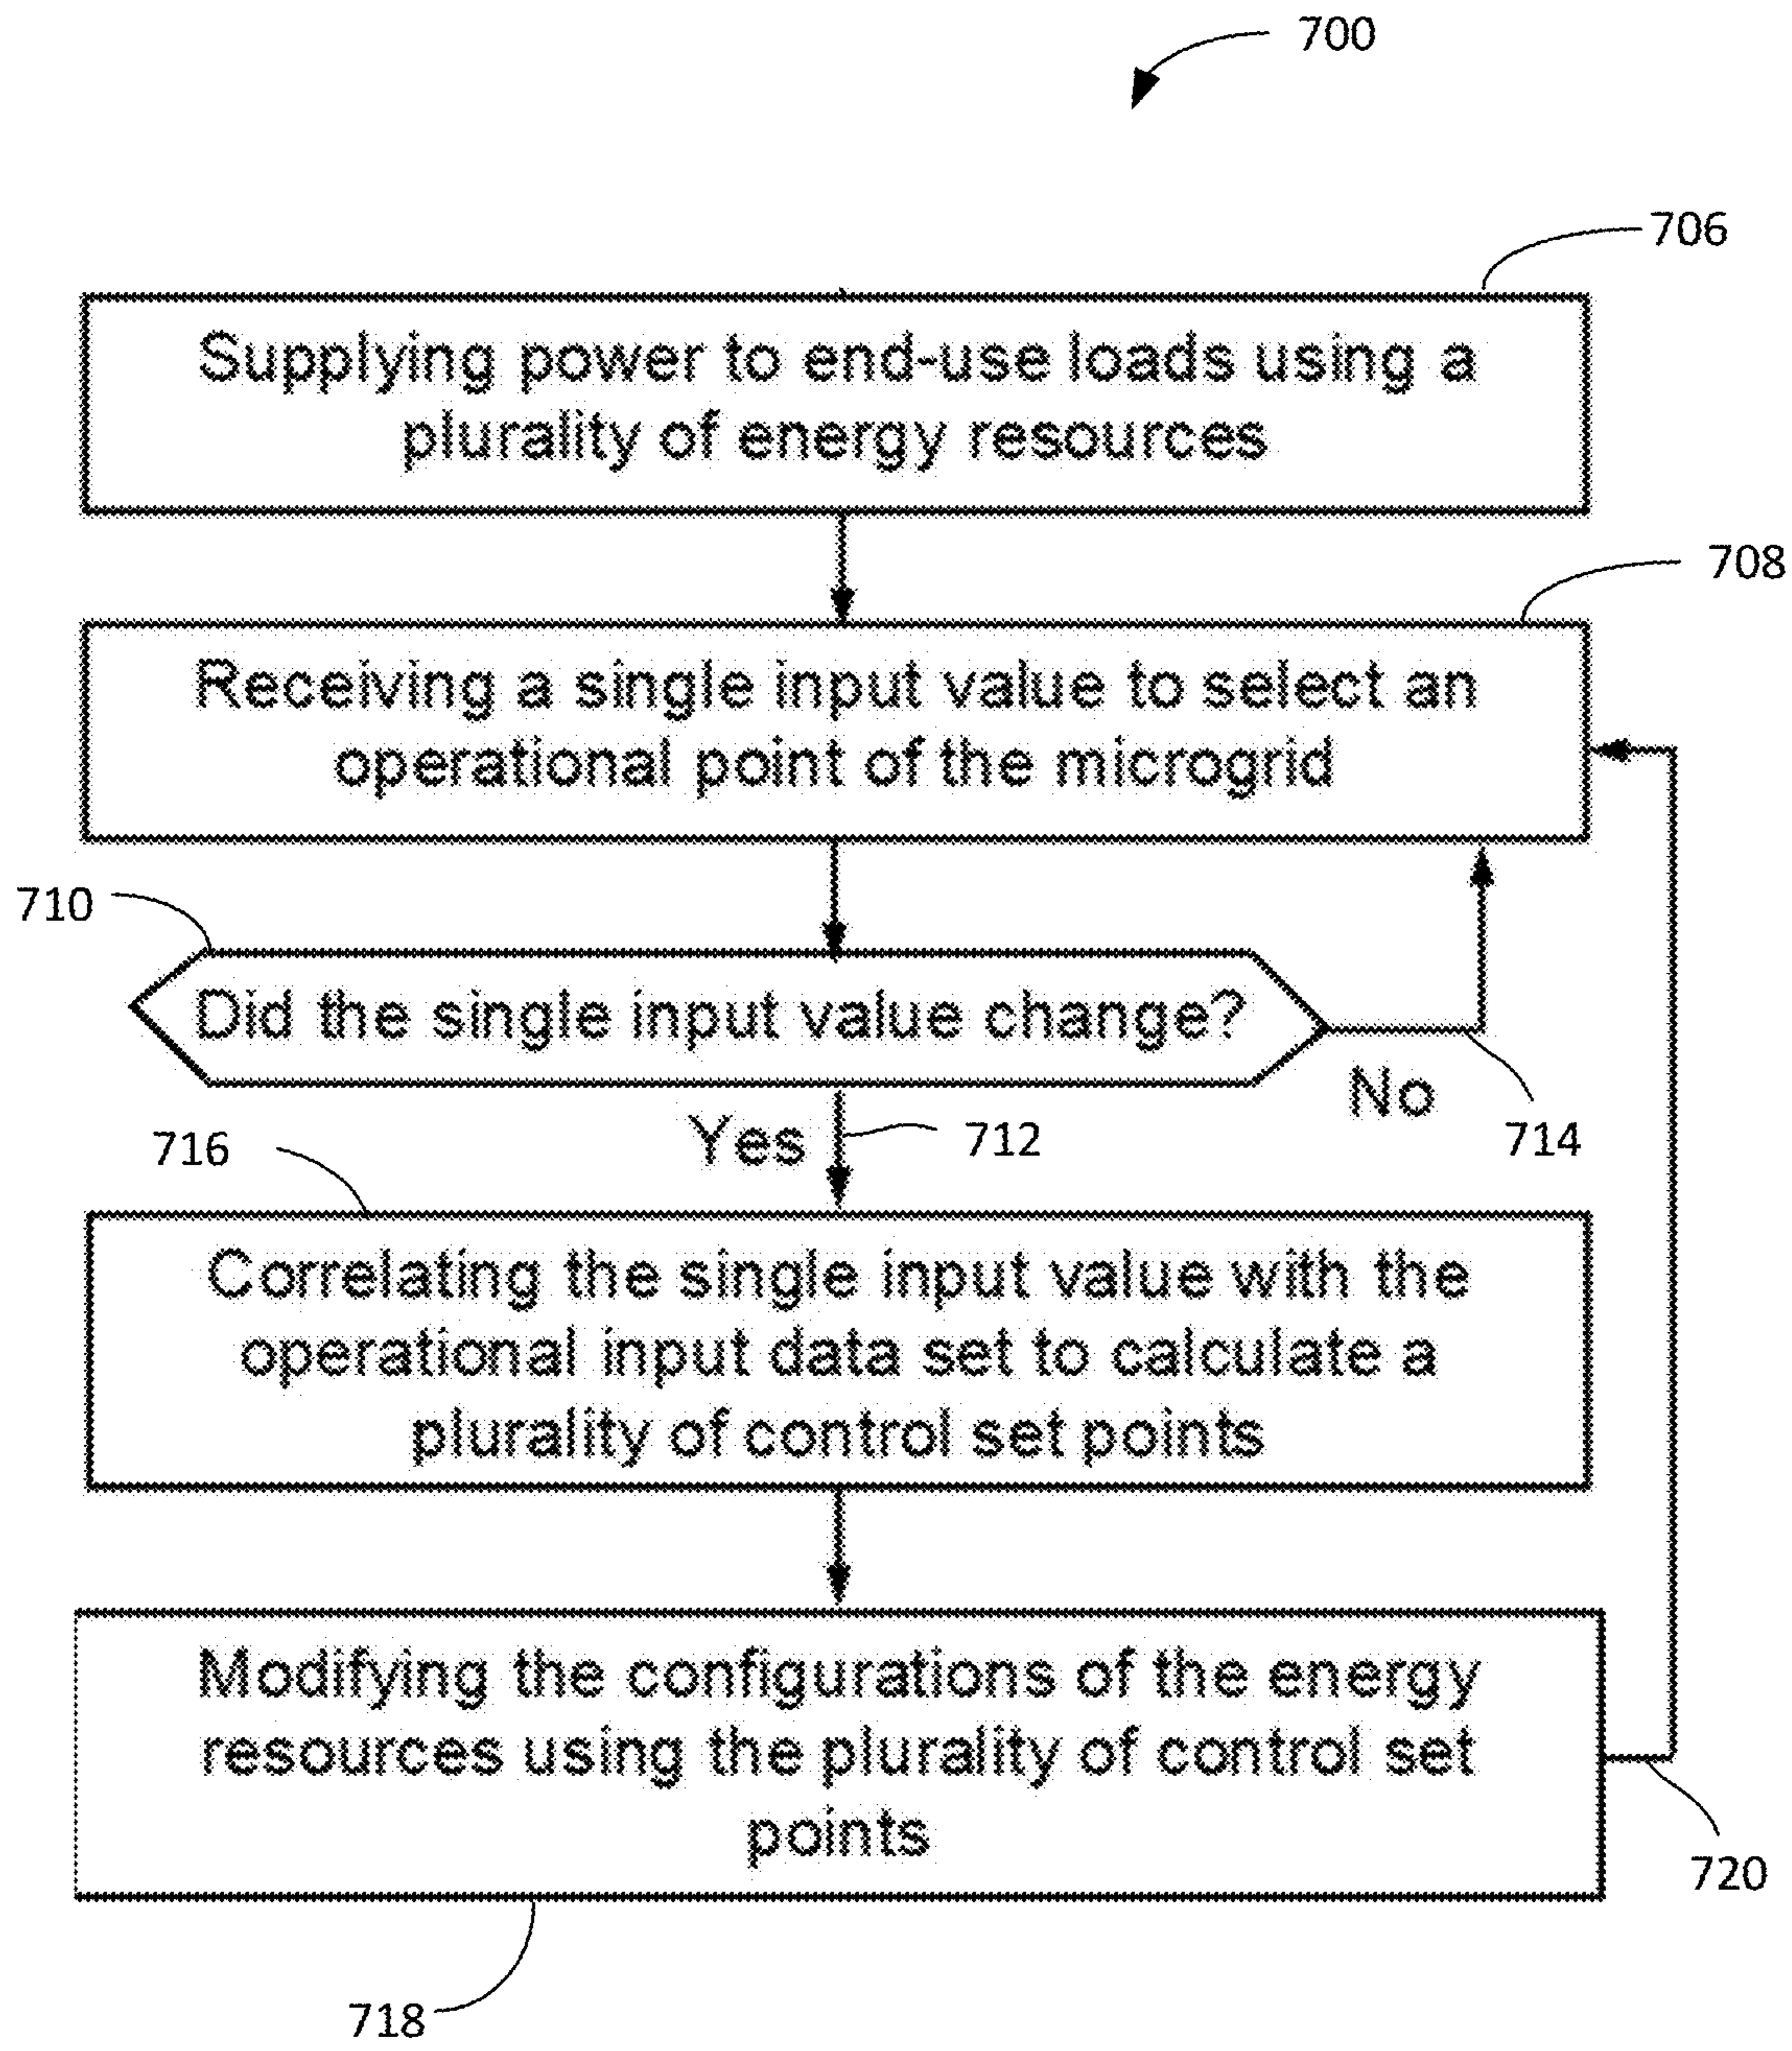 700
706
Supplying power to end-use loads using a
plurality of energy resources
708
Receiving a single input value to select an
operational point of the microgrid
710
Did the single input value change?
No
714
Yes
712
716
Correlating the single input value with the
operational input data set to calculate a
plurality of control set points
Modifying the configurations of the energy
resources using the plurality of control set
points
720
718